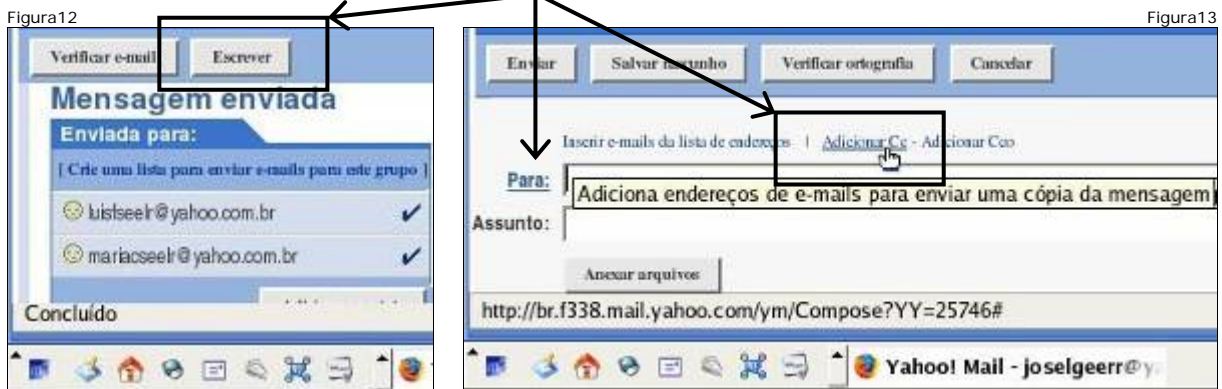 Figura12
Verificar e-mail Escrever
Mensagem enviada
Enviada para:
[ Crie uma lista para enviar e-mails para este grupo ]
luisfseelr@yahoo.com.br
mariacseelr@yahoo.com.br
Concluído
Figura13
Enviar Salvar rascunho Verificar ortografia Cancelar
Inserir e-mails da lista de endereços | Adicionar Cc - Adicionar Cco
Para:
Adiciona endereços de e-mails para enviar uma cópia da mensagem
Assunto:
Anexar arquivos
http://br.f338.mail.yahoo.com/ym/Compose?YY=25746#
Yahoo! Mail - joselgeerr@y